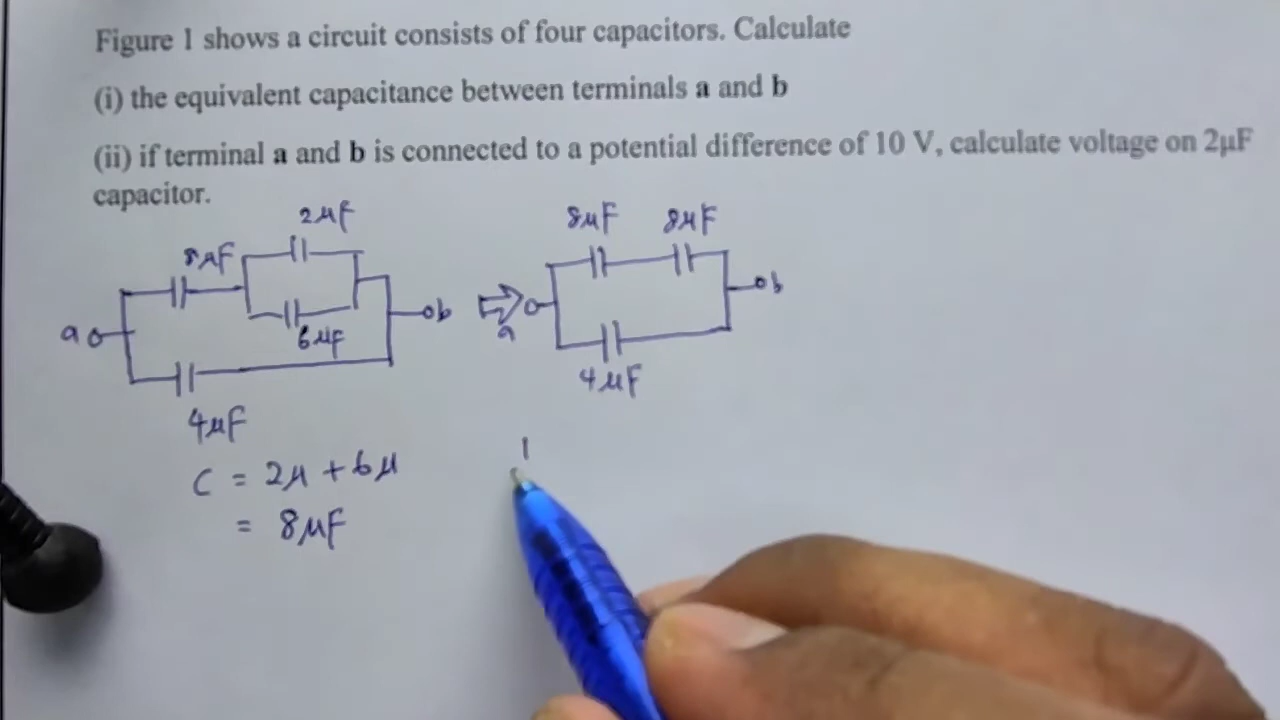 Figure 1 shows a circuit consists of four capacitors. Calculate
(i) the equivalent capacitance between terminals a and b
(ii) if terminal a and b is connected to a potential difference of 10 V, calculate voltage on 2μF
capacitor.
2μF
8μF
6μF
a
b
4μF
8μF 8μF
a
b
4μF
C = 2μ + 6μ
= 8μF
1